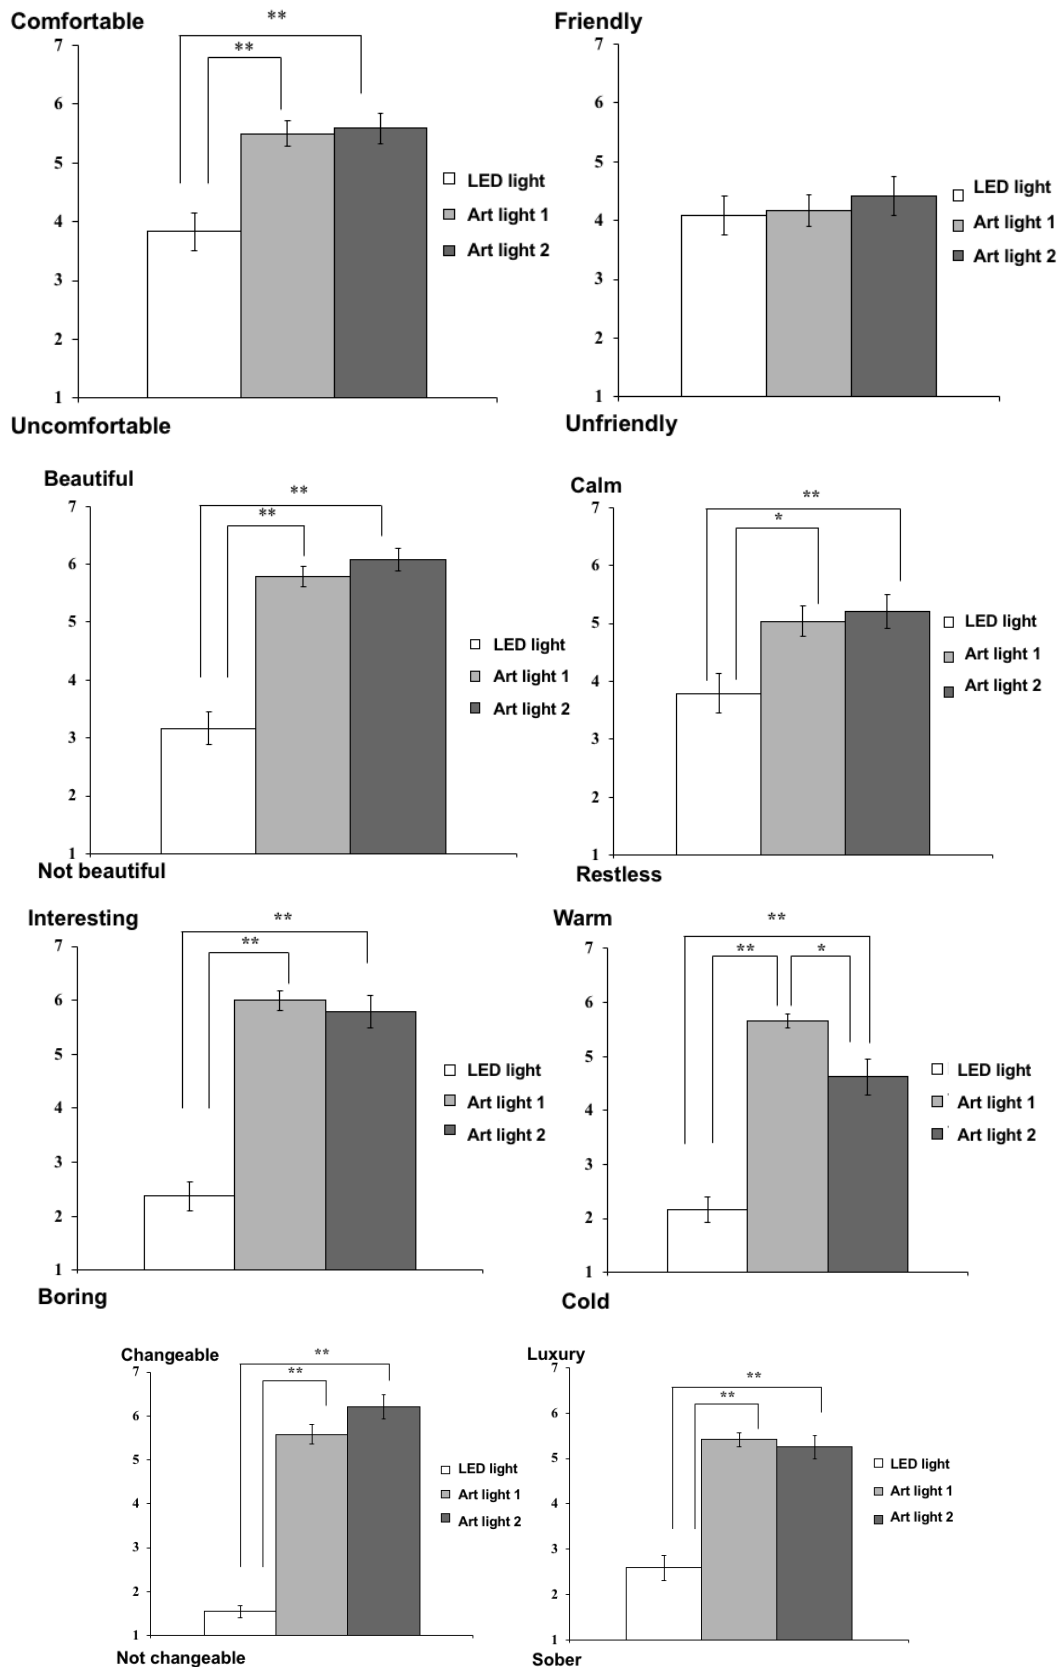 Comfortable
**
**
7
6
5
4
3
2
1
LED light
Art light 1
Art light 2
Uncomfortable
Friendly
7
6
5
4
3
2
1
LED light
Art light 1
Art light 2
Unfriendly
Beautiful
**
**
7
6
5
4
3
2
1
LED light
Art light 1
Art light 2
Not beautiful
Calm
**
*
7
6
5
4
3
2
1
LED light
Art light 1
Art light 2
Restless
Interesting
**
**
7
6
5
4
3
2
1
LED light
Art light 1
Art light 2
Boring
Warm
**
** *
7
6
5
4
3
2
1
LED light
Art light 1
Art light 2
Cold
Changeable
**
**
7
6
5
4
3
2
1
LED light
Art light 1
Art light 2
Not changeable
Luxury
**
**
7
6
5
4
3
2
1
LED light
Art light 1
Art light 2
Sober